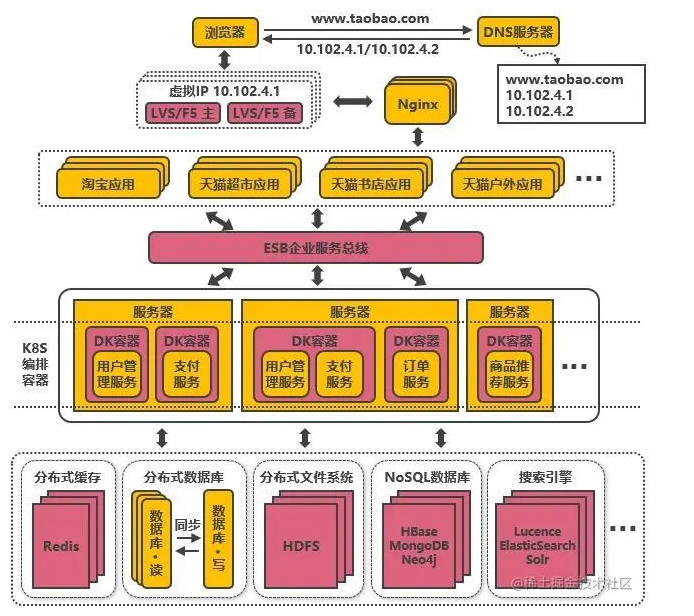 www.taobao.com
浏览器
DNS服务器
10.102.4.1/10.102.4.2
www.taobao.com
10.102.4.1
10.102.4.2
虚拟IP 10.102.4.1
LVS/F5 主
LVS/F5 备
Nginx
淘宝应用
天猫超市应用
天猫书店应用
天猫户外应用
...
ESB企业服务总线
K8S
编排
容器
服务器
DK容器
用户管
理服务
DK容器
支付
服务
服务器
DK容器
用户管
理服务
支付
服务
DK容器
订单
服务
服务器
DK容器
商品推
荐服务
...
分布式缓存
Redis
分布式数据库
数据库·读
同步
数据库·写
分布式文件系统
HDFS
NoSQL数据库
HBase
MongoDB
Neo4j
搜索引擎
Lucence
ElasticSearch
Solr
...
@稀土掘金技术社区